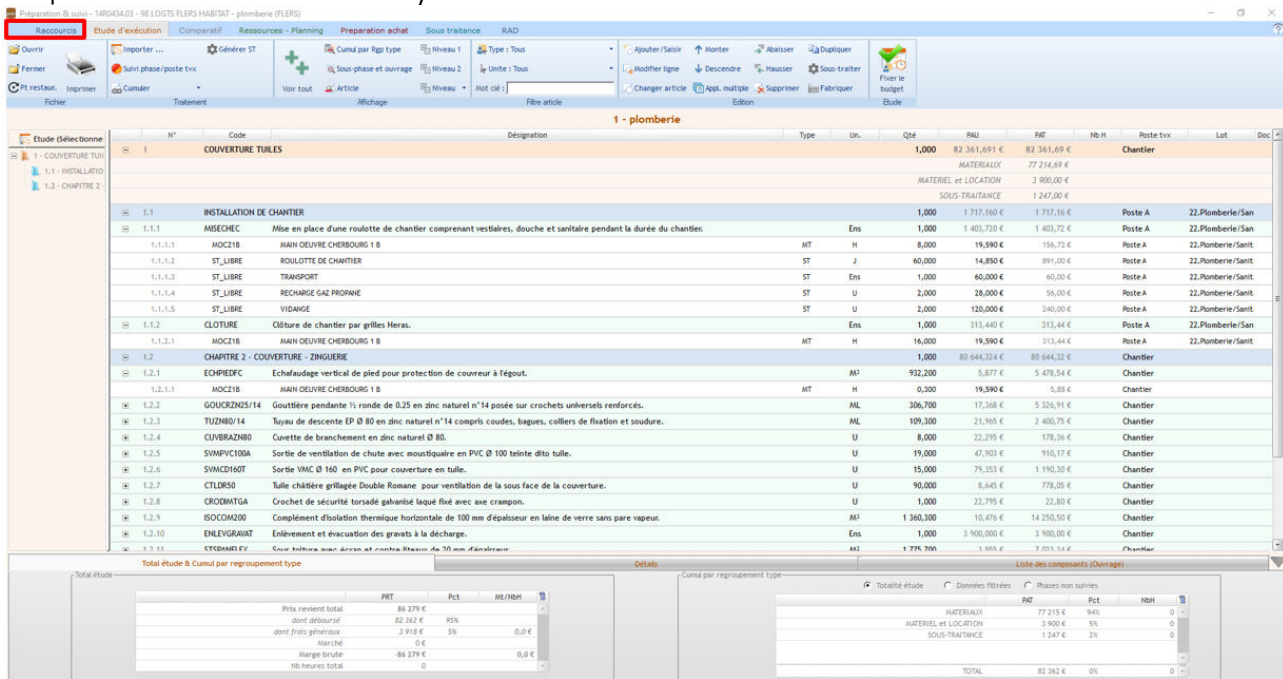 Préparation & suivi - 14R0434.03 - 98 LOGTS FLERS HABITAT - plomberie (FLERS)
Raccourcis Etude d'exécution Comparatif Ressources - Planning Préparation achat Sous traitance RAD
Ouvrir Importer ... Générer ST Cumul par Rgp type Niveau 1 Type : Tous Ajouter/Saisir Monter Abaisser Dupliquer
Fermer Suivi phase/poste tvx Sous-phase et ouvrage Niveau 2 Unite : Tous Modifier ligne Descendre Hausser Sous-traiter
Pt restaur. Imprimer Cumuler Voir tout Article Niveau Mot clé : Changer article Appl. multiple Supprimer Fabriquer Fixer le budget
Fichier Traitement Affichage Filtre article Edition Etude
1 - plomberie
Etude (Sélectionne
1 - COUVERTURE TUII
1.1 - INSTALLATIO
1.2 - CHAPITRE 2 -
N° Code Désignation Type Un. Qté PAU PAT Nb H Poste tvx Lot Doc
1 COUVERTURE TUILES 1,000 82 361,691 € 82 361,69 € Chantier
MATERIAUX 77 214,69 €
MATERIEL et LOCATION 3 900,00 €
SOUS-TRAITANCE 1 247,00 €
1.1 INSTALLATION DE CHANTIER 1,000 1 717,160 € 1 717,16 € Poste A 22.Plomberie/San
1.1.1 MISECHEC Mise en place d'une roulotte de chantier comprenant vestiaires, douche et sanitaire pendant la durée du chantier. Ens 1,000 1 403,720 € 1 403,72 € Poste A 22.Plomberie/San
1.1.1.1 MOCZ1B MAIN OEUVRE CHERBOURG 1 B MT H 8,000 19,590 € 156,72 € Poste A 22.Plomberie/Sanit
1.1.1.2 ST_LIBRE ROULOTTE DE CHANTIER ST J 60,000 14,850 € 891,00 € Poste A 22.Plomberie/Sanit
1.1.1.3 ST_LIBRE TRANSPORT ST Ens 1,000 60,000 € 60,00 € Poste A 22.Plomberie/Sanit
1.1.1.4 ST_LIBRE RECHARGE GAZ PROPANE ST U 2,000 28,000 € 56,00 € Poste A 22.Plomberie/Sanit
1.1.1.5 ST_LIBRE VIDANGE ST U 2,000 120,000 € 240,00 € Poste A 22.Plomberie/Sanit
1.1.2 CLOTURE Clôture de chantier par grilles Heras. Ens 1,000 313,440 € 313,44 € Poste A 22.Plomberie/San
1.1.2.1 MOCZ1B MAIN OEUVRE CHERBOURG 1 B MT H 16,000 19,590 € 313,44 € Poste A 22.Plomberie/Sanit
1.2 CHAPITRE 2 - COUVERTURE - ZINGUERIE 1,000 80 644,324 € 80 644,32 € Chantier
1.2.1 ECHPIEDFC Echafaudage vertical de pied pour protection de couvreur à l'égout. M² 932,200 5,877 € 5 478,54 € Chantier
1.2.1.1 MOCZ1B MAIN OEUVRE CHERBOURG 1 B MT H 0,300 19,590 € 5,88 € Chantier
1.2.2 GOUCRZN25/14 Gouttière pendante ½ ronde de 0.25 en zinc naturel n°14 posée sur crochets universels renforcés. ML 306,700 17,368 € 5 326,91 € Chantier
1.2.3 TUZN80/14 Tuyau de descente EP Ø 80 en zinc naturel n°14 compris coudes, bagues, colliers de fixation et soudure. ML 109,300 21,965 € 2 400,75 € Chantier
1.2.4 CUVBRAZN80 Cuvette de branchement en zinc naturel Ø 80. U 8,000 22,295 € 178,36 € Chantier
1.2.5 SVMPVC100A Sortie de ventilation de chute avec moustiquaire en PVC Ø 100 teinte dito tuile. U 19,000 47,903 € 910,17 € Chantier
1.2.6 SVMCD160T Sortie VMC Ø 160 en PVC pour couverture en tuile. U 15,000 79,353 € 1 190,30 € Chantier
1.2.7 CTLDR50 Tuile châtière grillagée Double Romane pour ventilation de la sous face de la couverture. U 90,000 8,645 € 778,05 € Chantier
1.2.8 CRODIMTGA Crochet de sécurité torsadé galvanisé laqué fixé avec axe crampon. U 1,000 22,795 € 22,80 € Chantier
1.2.9 ISOCOM200 Complément d'isolation thermique horizontale de 100 mm d'épaisseur en laine de verre sans pare vapeur. M² 1 360,300 10,476 € 14 250,50 € Chantier
1.2.10 ENLEVGRAVAT Enlèvement et évacuation des gravats à la décharge. Ens 1,000 3 900,000 € 3 900,00 € Chantier
1.2.11 Sous toiture avec écran et contre liteaux de 20 mm d'épaisseur M² 1 775,700 3,955 € Chantier
Total étude & Cumul par regroupement type Détails Liste des composants (Ouvrage)
Total étude
PRT Pct Mt/NbH
Prix revient total 86 279 €
dont déboursé 82 362 € 95%
dont frais généraux 3 918 € 5% 0,0 €
Marché 0 €
Marge brute -86 279 € 0,0 €
Nb heures total 0
Cumul par regroupement type
Totalité étude Données filtrées Phases non suivies
PAT Pct NbH
MATERIAUX 77 215 € 94% 0
MATERIEL et LOCATION 3 900 € 5% 0
SOUS-TRAITANCE 1 247 € 2% 0
TOTAL 82 362 € 0% 0